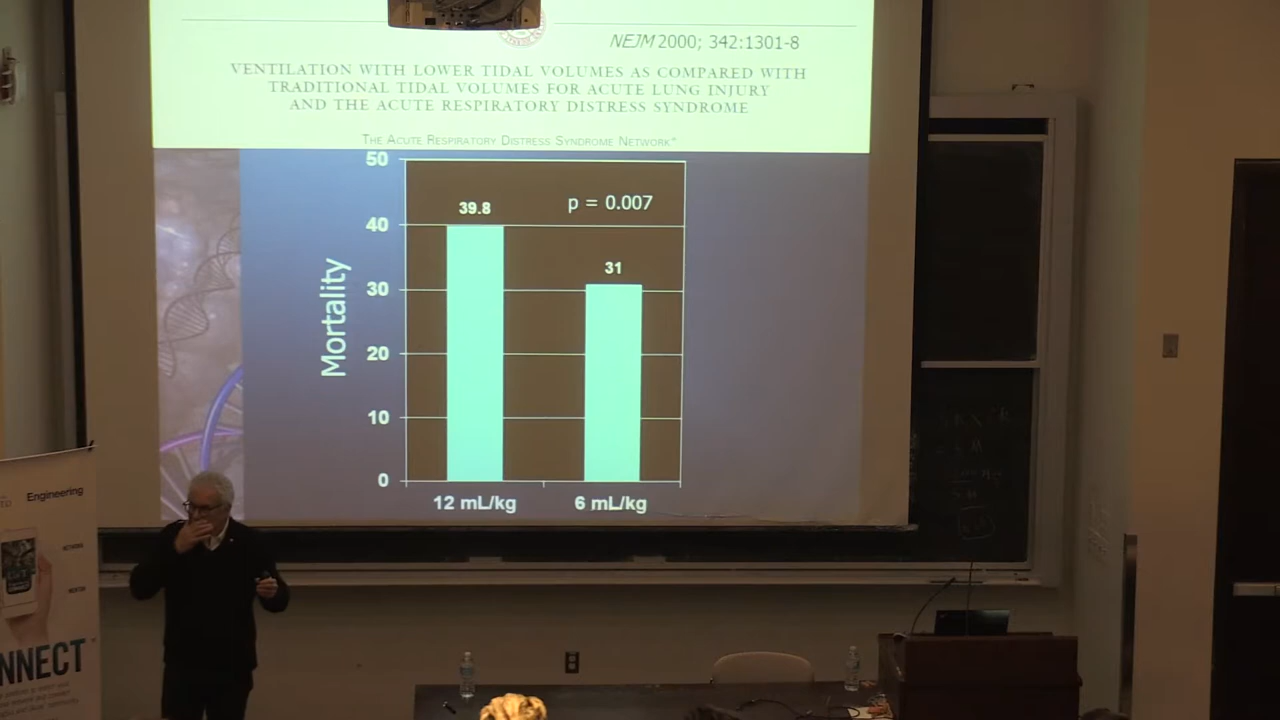 NEJM 2000; 342:1301-8
VENTILATION WITH LOWER TIDAL VOLUMES AS COMPARED WITH
TRADITIONAL TIDAL VOLUMES FOR ACUTE LUNG INJURY
AND THE ACUTE RESPIRATORY DISTRESS SYNDROME
THE ACUTE RESPIRATORY DISTRESS SYNDROME NETWORK*
50
40
30
20
10
0
Mortality
39.8
p = 0.007
31
12 mL/kg
6 mL/kg
Engineering
NNECT